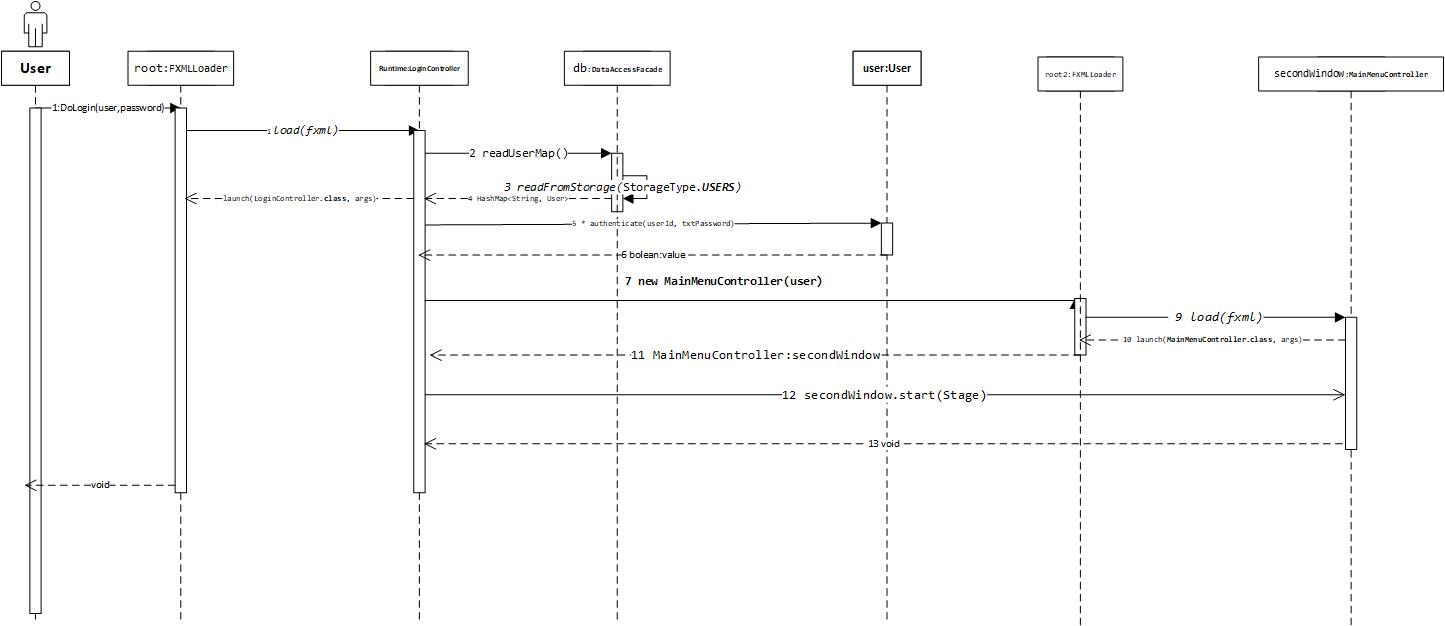 User
root:FXMLLoader
Runtime:LoginController
db:DataAccessFacade
user:User
root2:FXMLLoader
secondWindow:MainMenuController
1:DoLogin(user,password)
1 load(fxml)
2 readUserMap()
3 readFromStorage(StorageType.USERS)
launch(LoginController.class, args)
4 HashMap<String, User>
5 * authenticate(userId, txtPassword)
6 bolean:value
7 new MainMenuController(user)
9 load(fxml)
10 launch(MainMenuController.class, args)
11 MainMenuController:secondWindow
12 secondWindow.start(Stage)
13 void
void